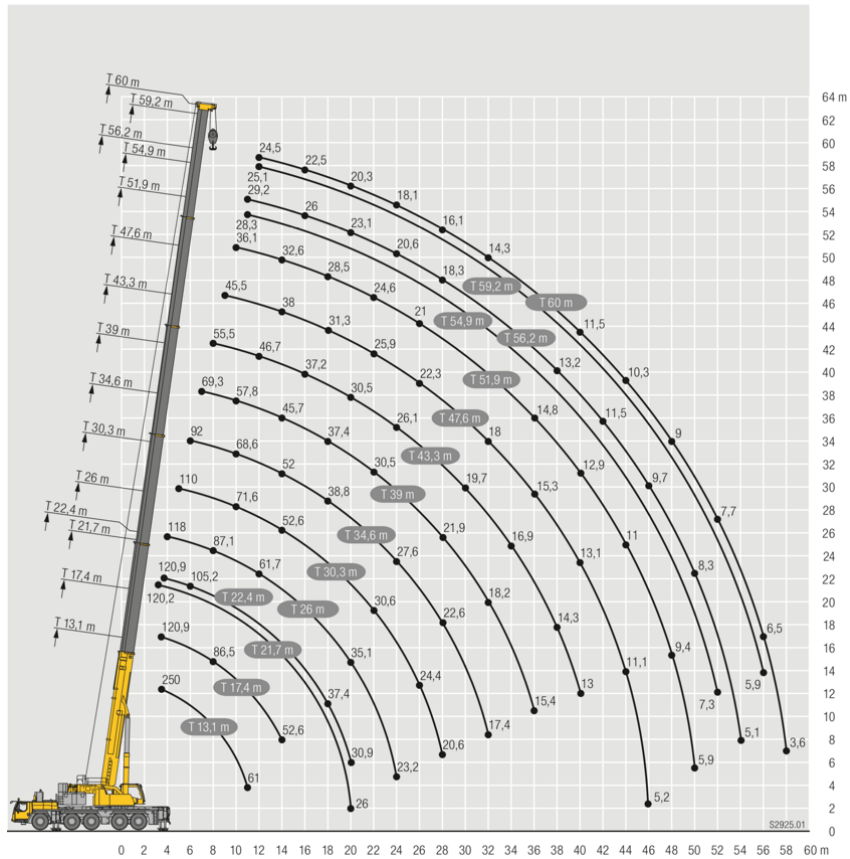 T 60 m
64 m
T 59,2 m
62
T 56,2 m
60
T 54,9 m
24,5 22,5 20,3 18,1 16,1 14,3 11,5 10,3 9 7,7 6,5 3,6
58
25,1 5,9
56
T 51,9 m
29,2 26 23,1 20,6 18,3 13,2 11,5 9,7 8,3 5,1
54
28,3 7,3
52
T 47,6 m
36,1 32,6 28,5 24,6 21 14,8 12,9 11 9,4 5,9
50
T 59,2 m
48
T 60 m
46
T 43,3 m
45,5 38 31,3 25,9 22,3 18 15,3 13,1 11,1 5,2
T 54,9 m
44
T 56,2 m
42
T 39 m
55,5 46,7 37,2 30,5 26,1 19,7 16,9 14,3 13
40
T 51,9 m
38
T 34,6 m
69,3 57,8 45,7 37,4 30,5 21,9 18,2 15,4
T 47,6 m
36
T 30,3 m
92 68,6 52 38,8 27,6 22,6 17,4
34
T 43,3 m
32
T 26 m
110 71,6 52,6 30,6 24,4 20,6
30
T 39 m
28
T 22,4 m
T 21,7 m
118 87,1 61,7 35,1 23,2
T 34,6 m
26
24
T 17,4 m
120,9 105,2 37,4 30,9
T 30,3 m
22
120,2 26
T 22,4 m
T 26 m
20
T 13,1 m
120,9 86,5 52,6
18
T 21,7 m
16
250 61
14
T 17,4 m
12
10
T 13,1 m
8
6
4
2
S2925.01
0
0 2 4 6 8 10 12 14 16 18 20 22 24 26 28 30 32 34 36 38 40 42 44 46 48 50 52 54 56 58 60 m